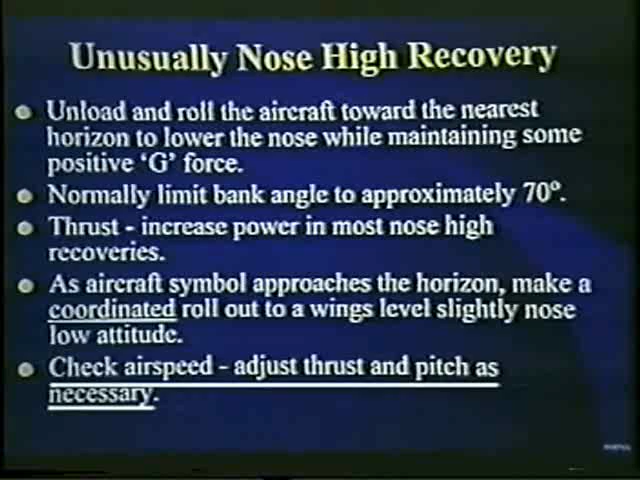 Unusually Nose High Recovery
Unload and roll the aircraft toward the nearest
horizon to lower the nose while maintaining some
positive ‘G’ force.
Normally limit bank angle to approximately 70º.
Thrust - increase power in most nose high
recoveries.
As aircraft symbol approaches the horizon, make a
coordinated roll out to a wings level slightly nose
low attitude.
Check airspeed - adjust thrust and pitch as
necessary.